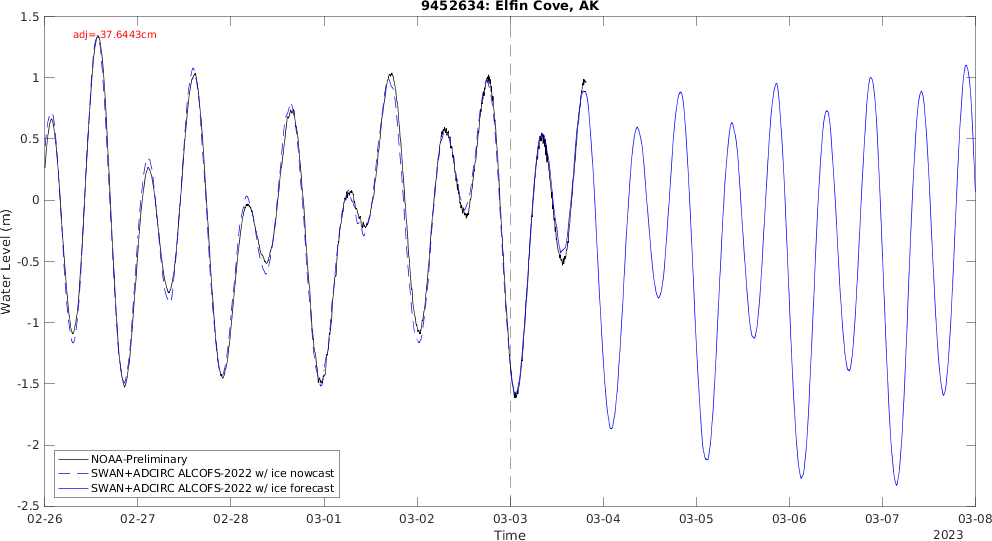 9452634: Elfin Cove, AK
adj= 37.6443cm
Water Level (m)
1.5
1
0.5
0
-0.5
-1
-1.5
-2
-2.5
NOAA-Preliminary
SWAN+ADCIRC ALCOFS-2022 w/ ice nowcast
SWAN+ADCIRC ALCOFS-2022 w/ ice forecast
02-26 02-27 02-28 03-01 03-02 03-03 03-04 03-05 03-06 03-07 03-08
Time
2023